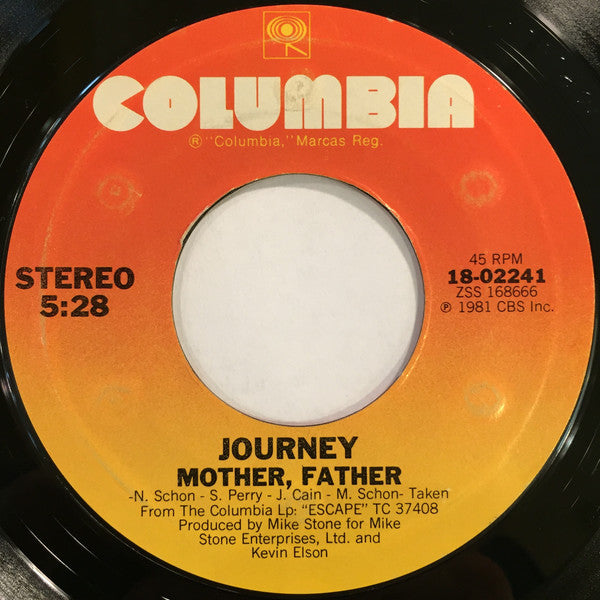 COLUMBIA
® "Columbia," Marcas Reg.
STEREO
5:28
45 RPM
18-02241
ZSS 168666
℗ 1981 CBS Inc.
JOURNEY
MOTHER, FATHER
-N. Schon - S. Perry - J. Cain - M. Schon- Taken
From The Columbia Lp: "ESCAPE" TC 37408
Produced by Mike Stone for Mike
Stone Enterprises, Ltd. and
Kevin Elson